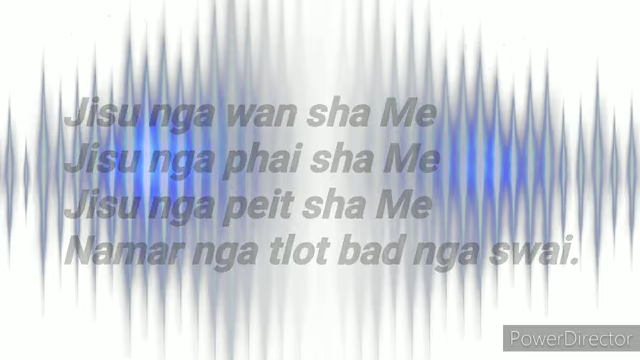 Jisu nga wan sha Me
Jisu nga phai sha Me
Jisu nga peit sha Me
Namar nga tlot bad nga swai.
PowerDirector